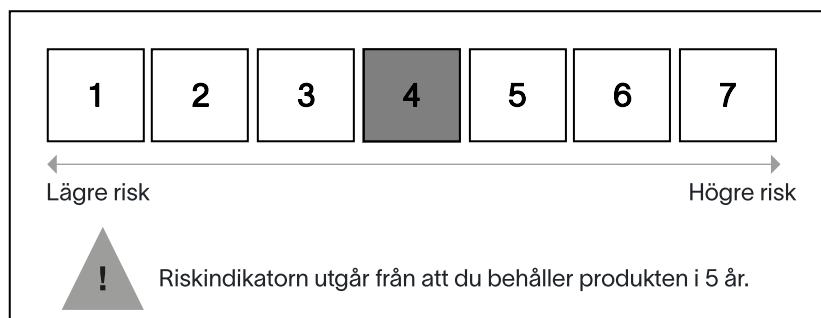 1 2 3 4 5 6 7
Lägre risk Högre risk
! Riskindikatorn utgår från att du behåller produkten i 5 år.